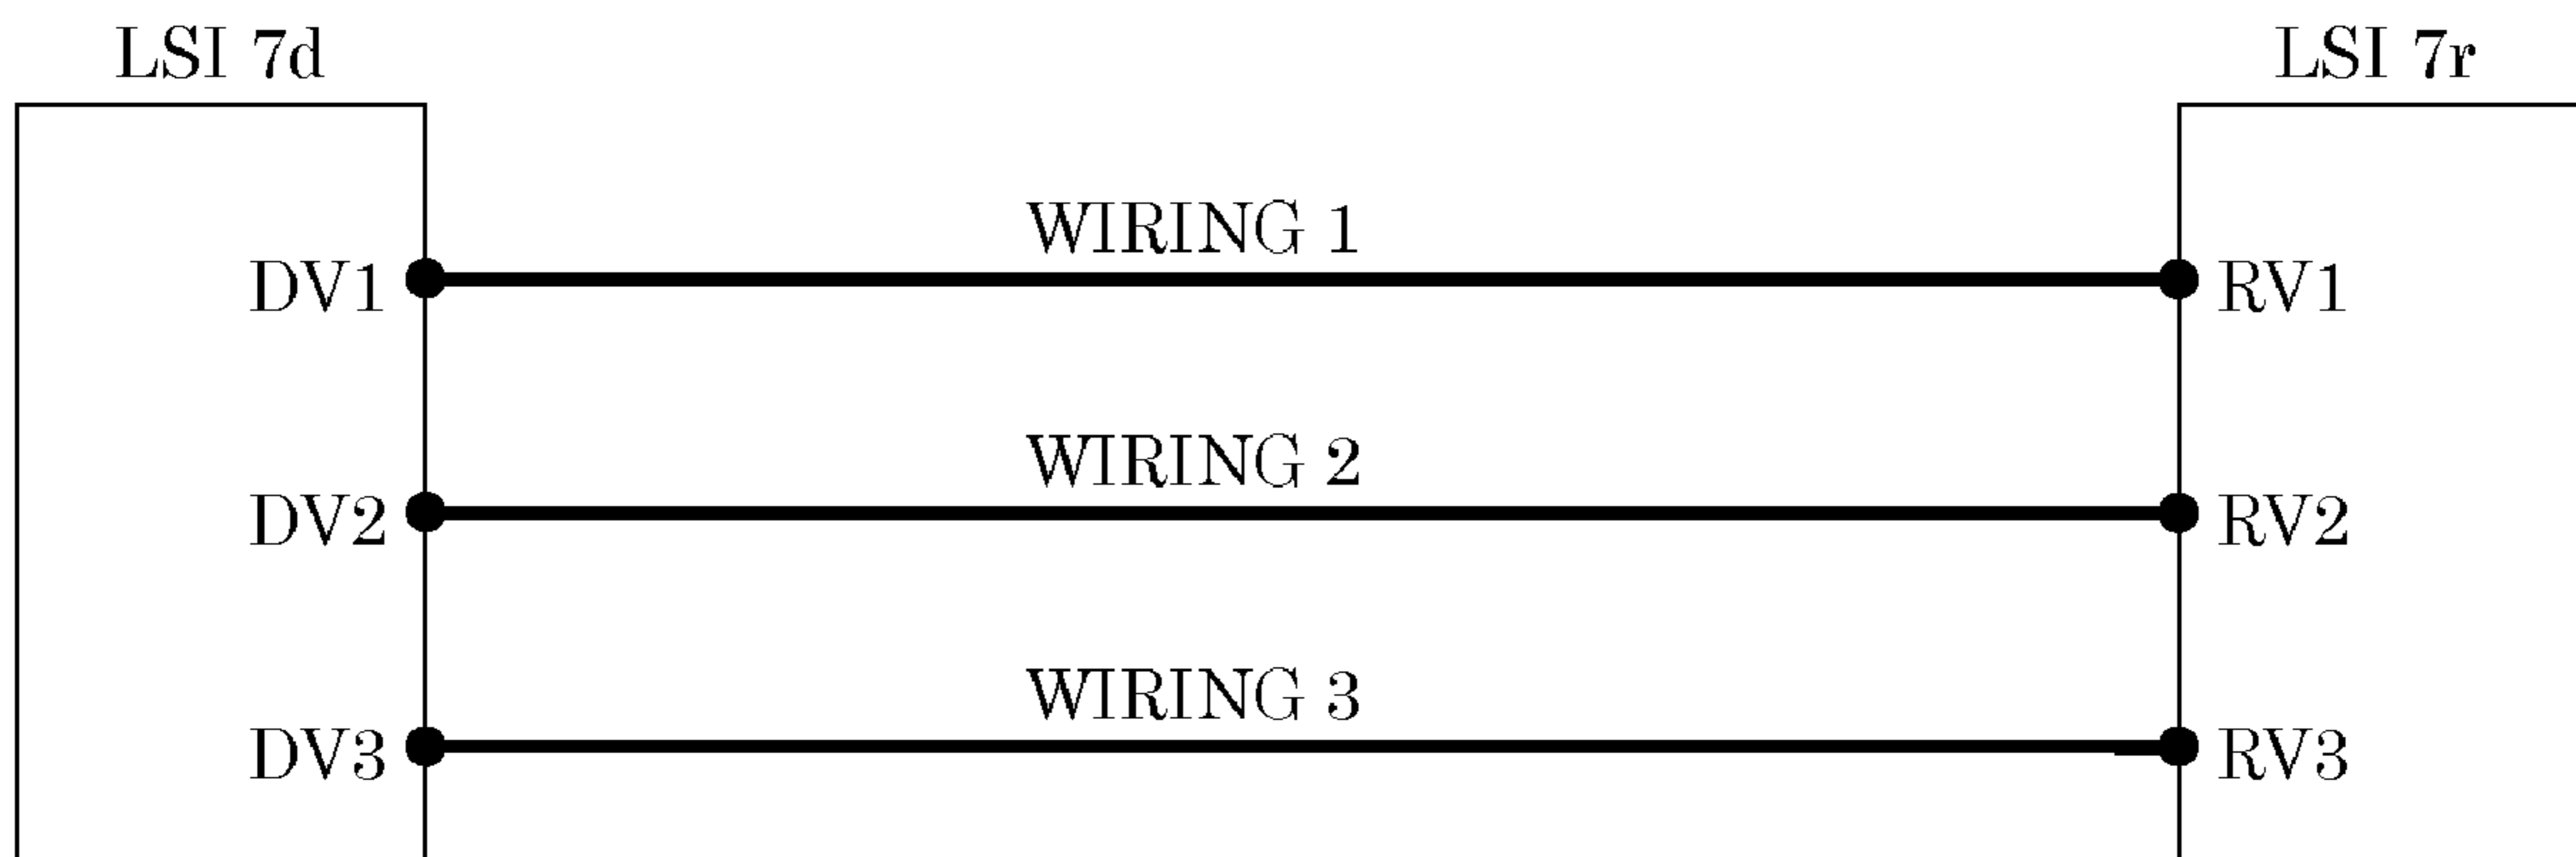 LSI 7d
LSI 7r
WIRING 1
DV1
RV1
WIRING 2
DV2
RV2
WIRING 3
DV3
RV3